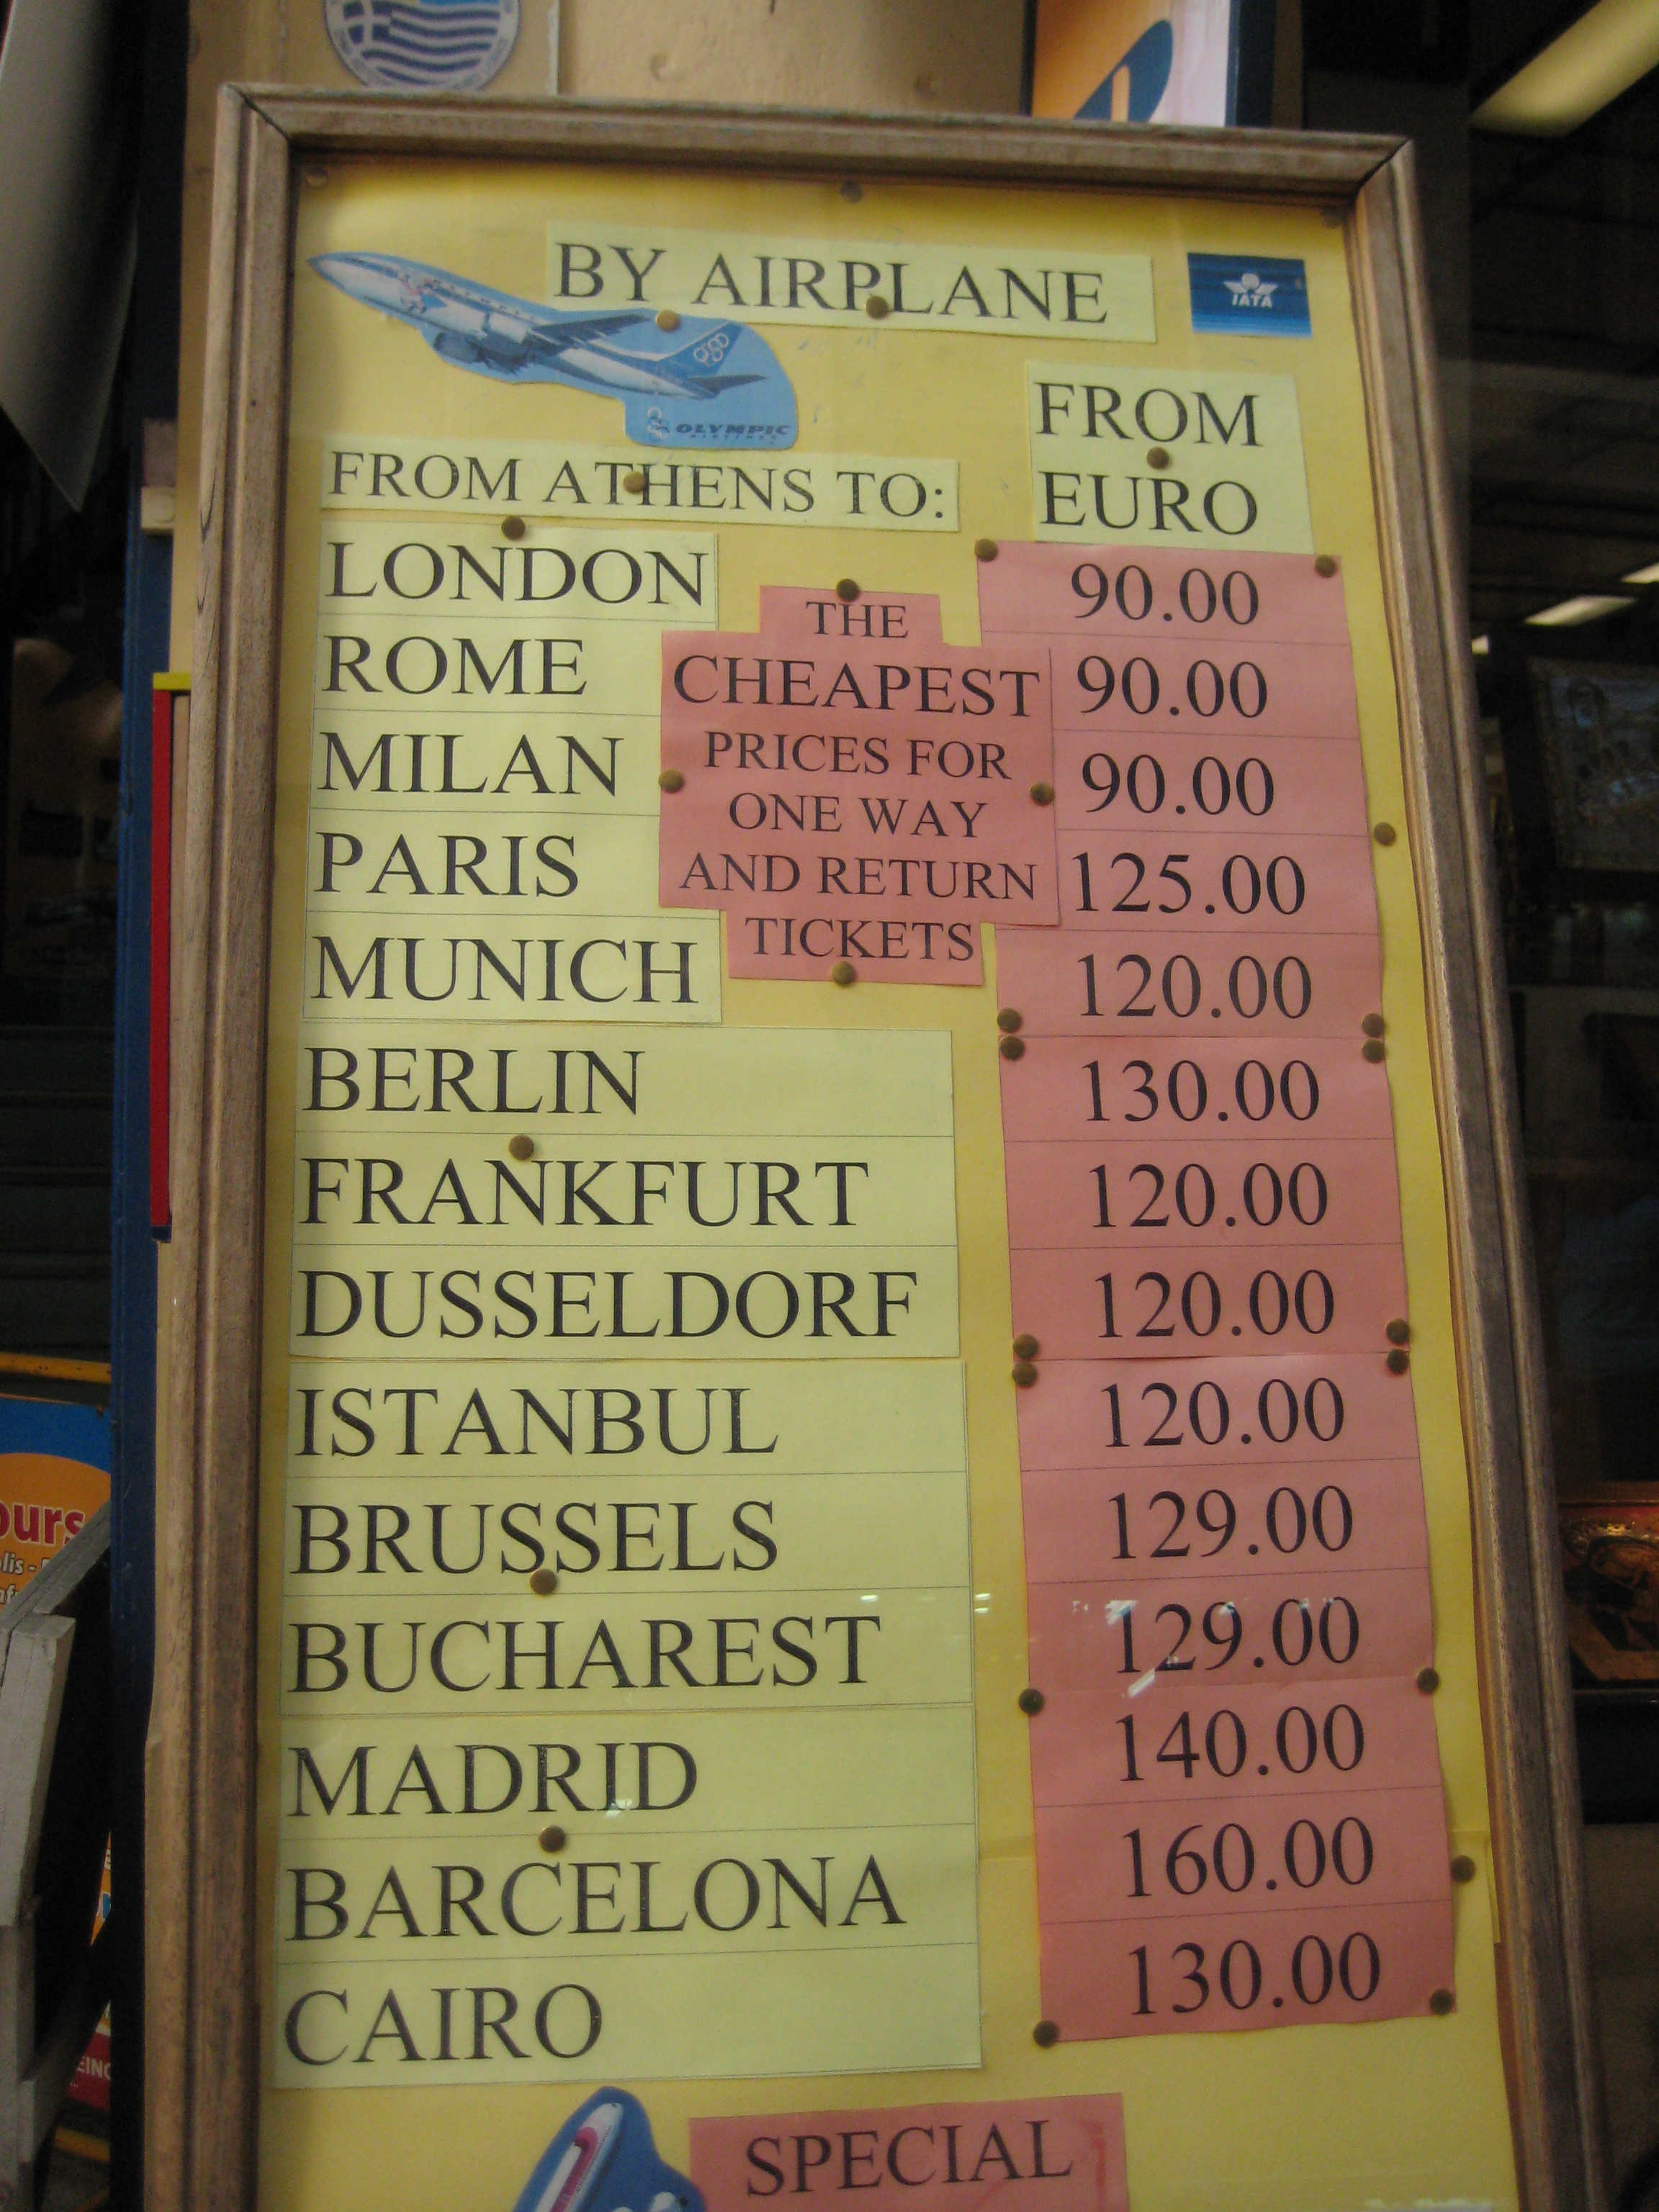 BY AIRPLANE
IATA
OLYMPIC
FROM ATHENS TO:
FROM
EURO
LONDON 90.00
ROME 90.00
MILAN 90.00
PARIS 125.00
MUNICH 120.00
THE
CHEAPEST
PRICES FOR
ONE WAY
AND RETURN
TICKETS
BERLIN 130.00
FRANKFURT 120.00
DUSSELDORF 120.00
ISTANBUL 120.00
BRUSSELS 129.00
BUCHAREST 129.00
MADRID 140.00
BARCELONA 160.00
CAIRO 130.00
SPECIAL
ours